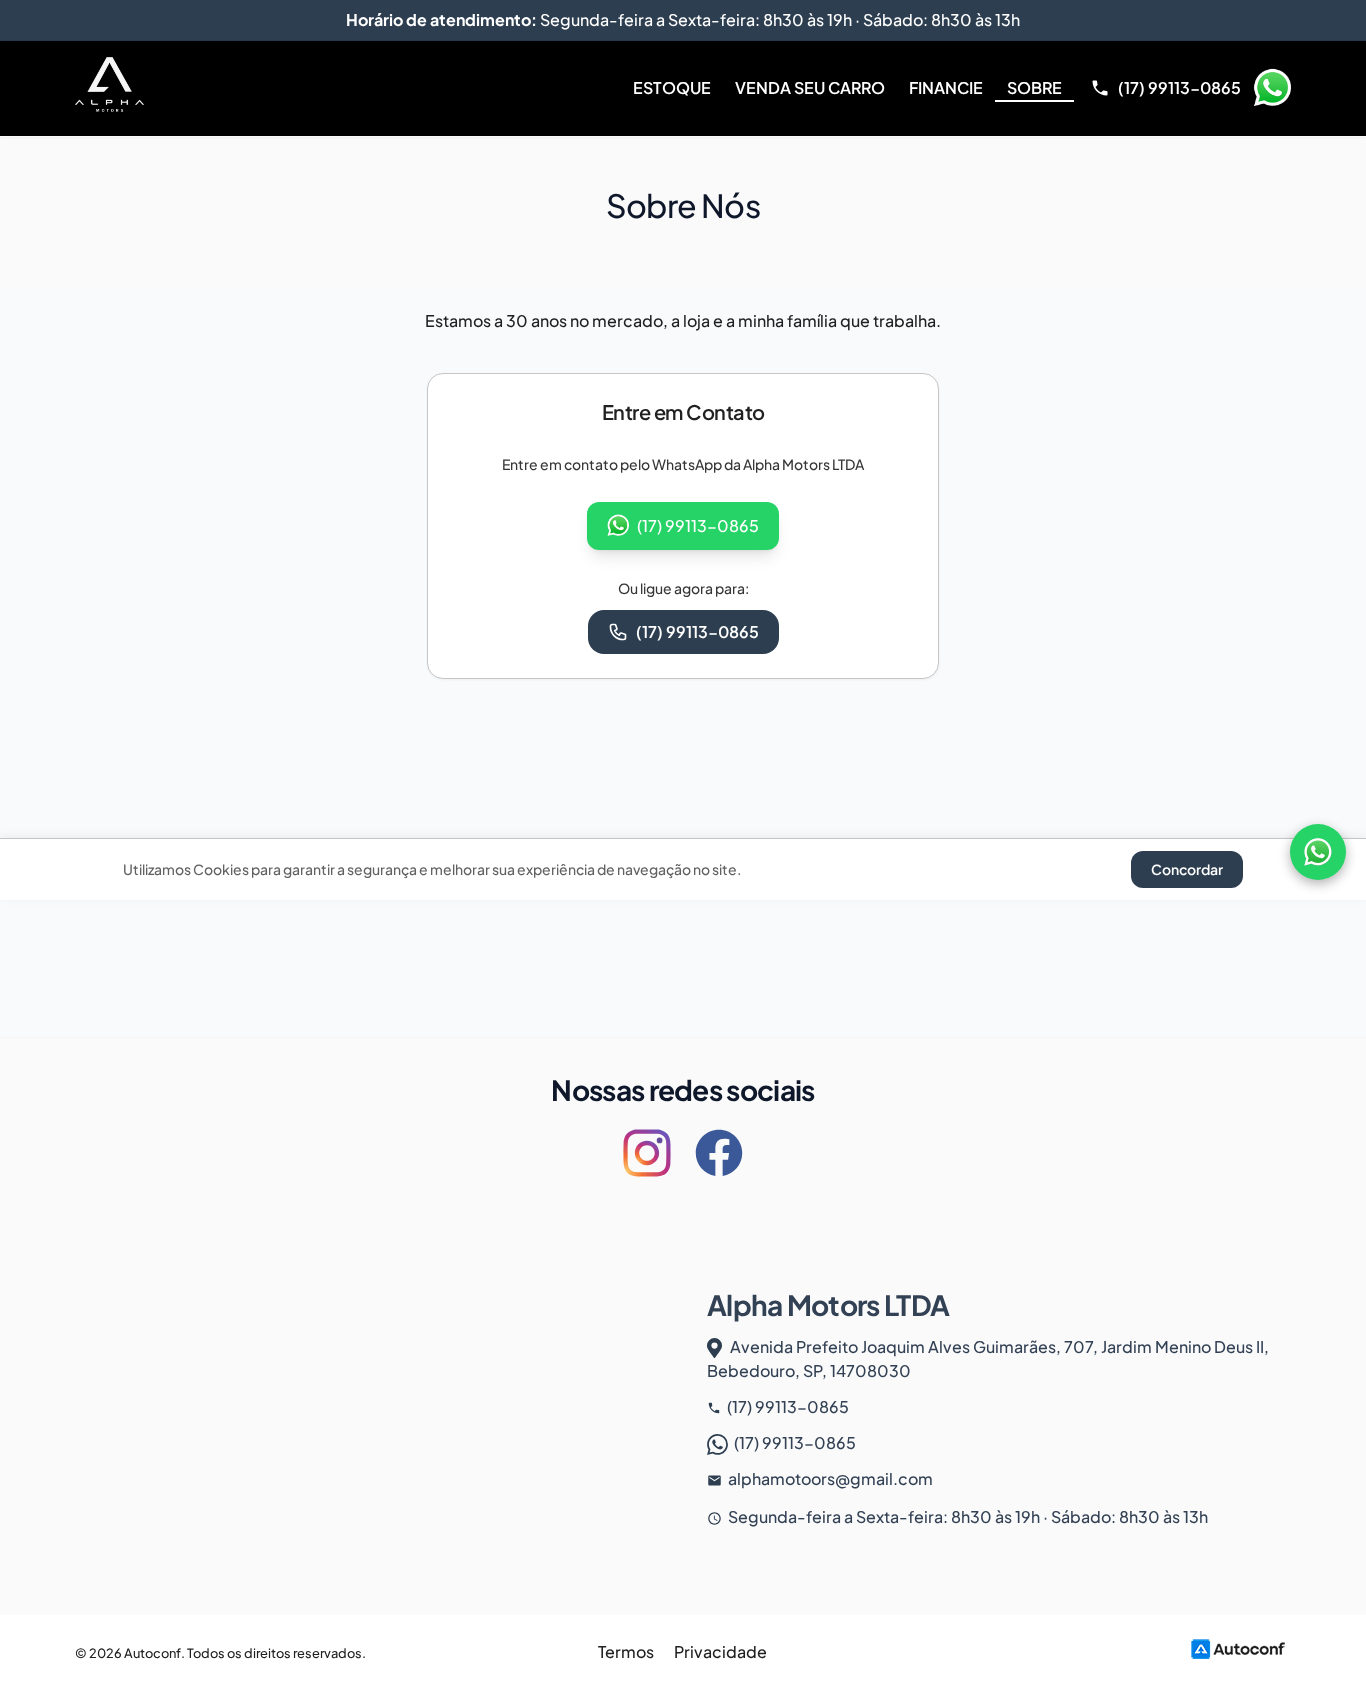 Horário de atendimento: Segunda-feira a Sexta-feira: 8h30 às 19h · Sábado: 8h30 às 13h
ALPHA
MOTORS
ESTOQUE VENDA SEU CARRO FINANCIE SOBRE (17) 99113-0865
Sobre Nós
Estamos a 30 anos no mercado, a loja e a minha família que trabalha.
Entre em Contato
Entre em contato pelo WhatsApp da Alpha Motors LTDA
(17) 99113-0865
Ou ligue agora para:
(17) 99113-0865
Utilizamos Cookies para garantir a segurança e melhorar sua experiência de navegação no site.
Concordar
Nossas redes sociais
Alpha Motors LTDA
Avenida Prefeito Joaquim Alves Guimarães, 707, Jardim Menino Deus II,
Bebedouro, SP, 14708030
(17) 99113-0865
(17) 99113-0865
alphamotoors@gmail.com
Segunda-feira a Sexta-feira: 8h30 às 19h · Sábado: 8h30 às 13h
© 2026 Autoconf. Todos os direitos reservados.
Termos Privacidade
Autoconf